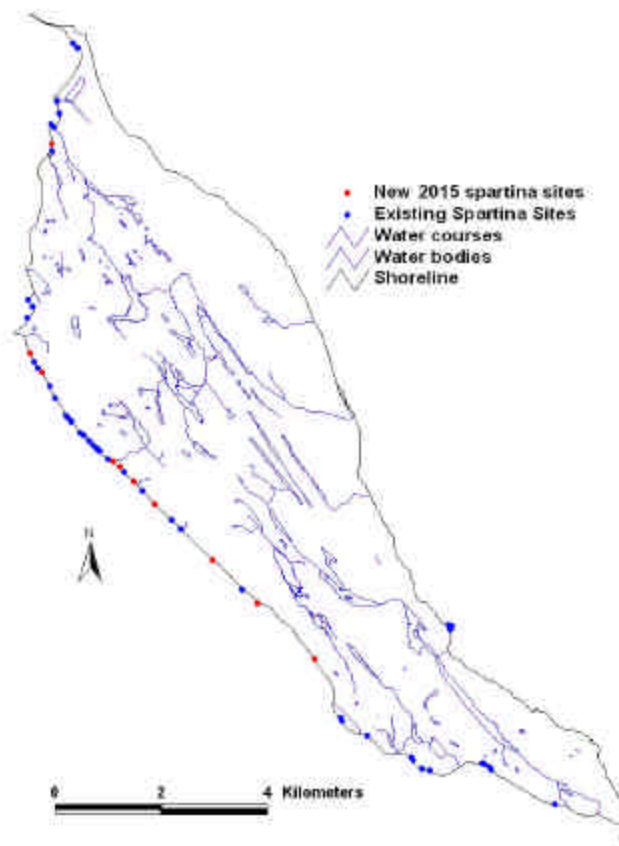 New 2015 spartina sites
Existing Spartina Sites
Water courses
Water bodies
Shoreline
N
0 2 4 Kilometers